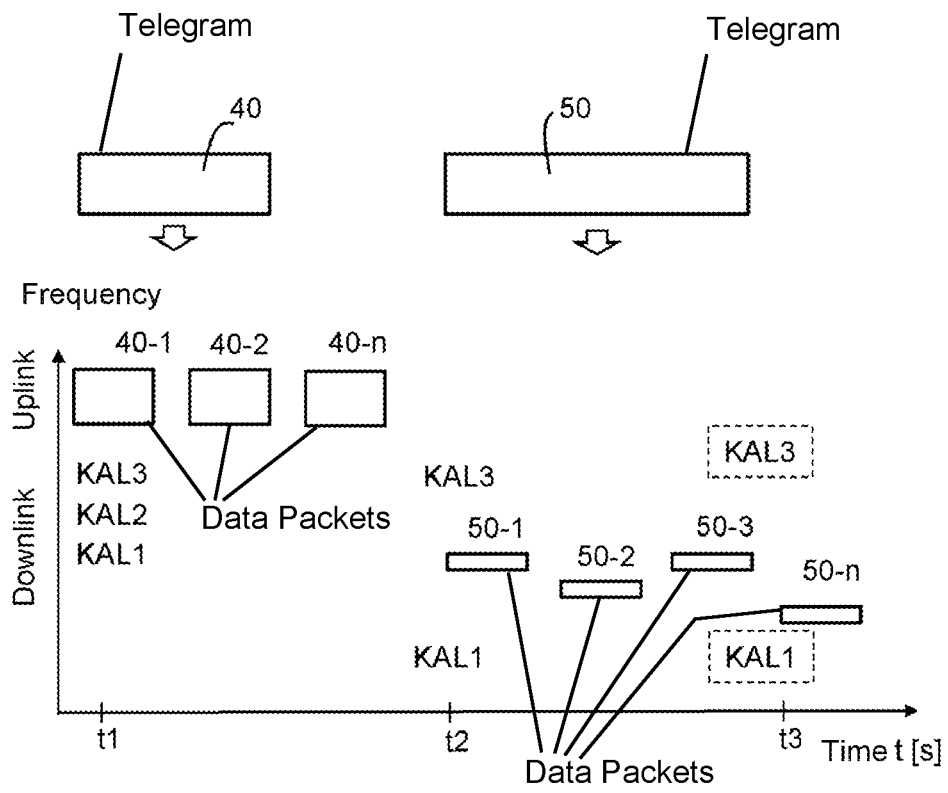 Telegram
Telegram
40
50
Frequency
40-1 40-2 40-n
Uplink
KAL3
KAL2
KAL1
Data Packets
Downlink
KAL3
KAL3
50-1
50-2
50-3
50-n
KAL1
KAL1
t1
t2
t3
Time t [s]
Data Packets